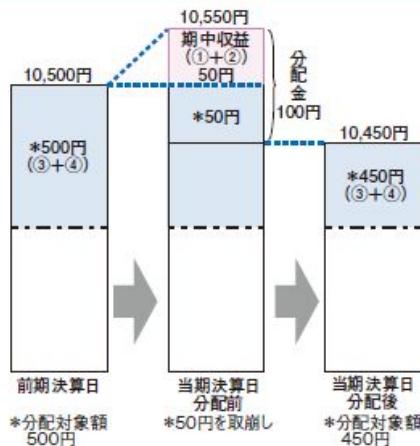 10,550円
期中収益
(①+②)
50円
*50円
分配金
100円
10,500円
*500円
(③+④)
10,450円
*450円
(③+④)
前期決算日
*分配対象額
500円
当期決算日
分配前
*50円を取崩し
当期決算日
分配後
*分配対象額
450円